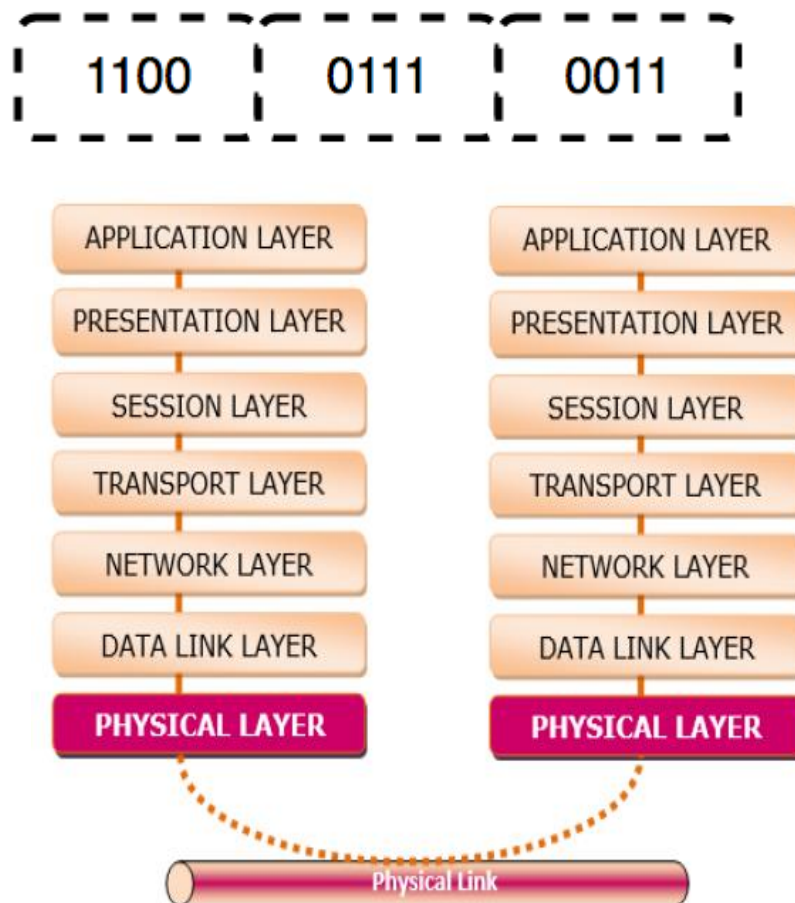 1100 0111 0011
APPLICATION LAYER APPLICATION LAYER
PRESENTATION LAYER PRESENTATION LAYER
SESSION LAYER SESSION LAYER
TRANSPORT LAYER TRANSPORT LAYER
NETWORK LAYER NETWORK LAYER
DATA LINK LAYER DATA LINK LAYER
PHYSICAL LAYER PHYSICAL LAYER
Physical Link